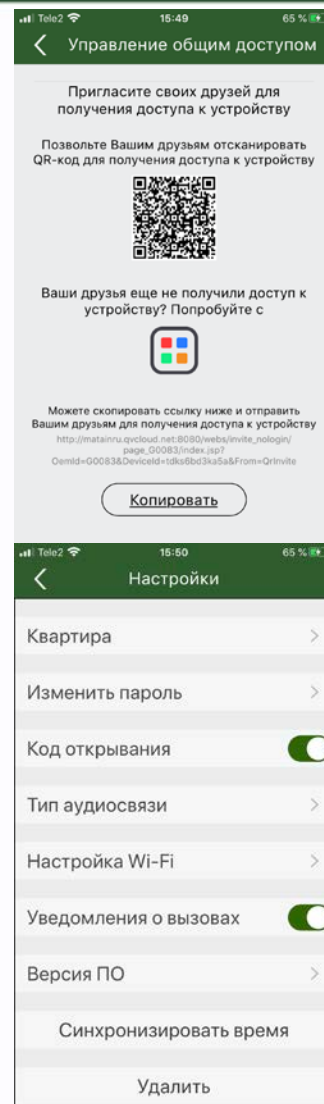 Tele2 15:49 65 %
Управление общим доступом
Пригласите своих друзей для
получения доступа к устройству
Позвольте Вашим друзьям отсканировать
QR-код для получения доступа к устройству
Ваши друзья еще не получили доступ к
устройству? Попробуйте с
Можете скопировать ссылку ниже и отправить
Вашим друзьям для получения доступа к устройству
http://matainru.qvcloud.net:8080/webs/invite_nologin/
page_G0083/index.jsp?
OemId=G0083&DeviceId=tdks6bd3ka5a&From=QrInvite
Копировать
Tele2 15:50 65 %
Настройки
Квартира
Изменить пароль
Код открывания
Тип аудиосвязи
Настройка Wi-Fi
Уведомления о вызовах
Версия ПО
Синхронизировать время
Удалить